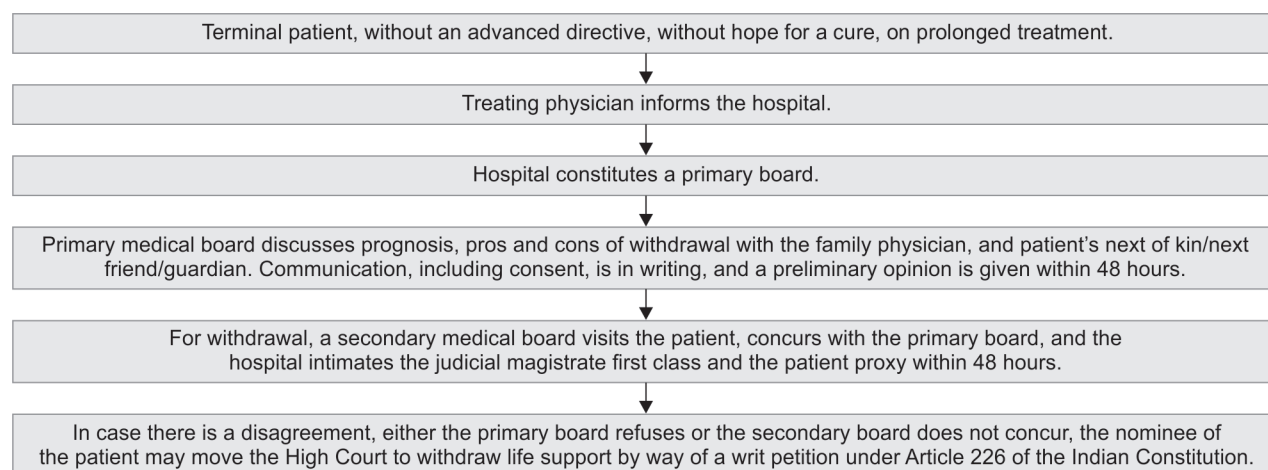 Terminal patient, without an advanced directive, without hope for a cure, on prolonged treatment.
Treating physician informs the hospital.
Hospital constitutes a primary board.
Primary medical board discusses prognosis, pros and cons of withdrawal with the family physician, and patient's next of kin/next
friend/guardian. Communication, including consent, is in writing, and a preliminary opinion is given within 48 hours.
For withdrawal, a secondary medical board visits the patient, concurs with the primary board, and the
hospital intimates the judicial magistrate first class and the patient proxy within 48 hours.
In case there is a disagreement, either the primary board refuses or the secondary board does not concur, the nominee of
the patient may move the High Court to withdraw life support by way of a writ petition under Article 226 of the Indian Constitution.